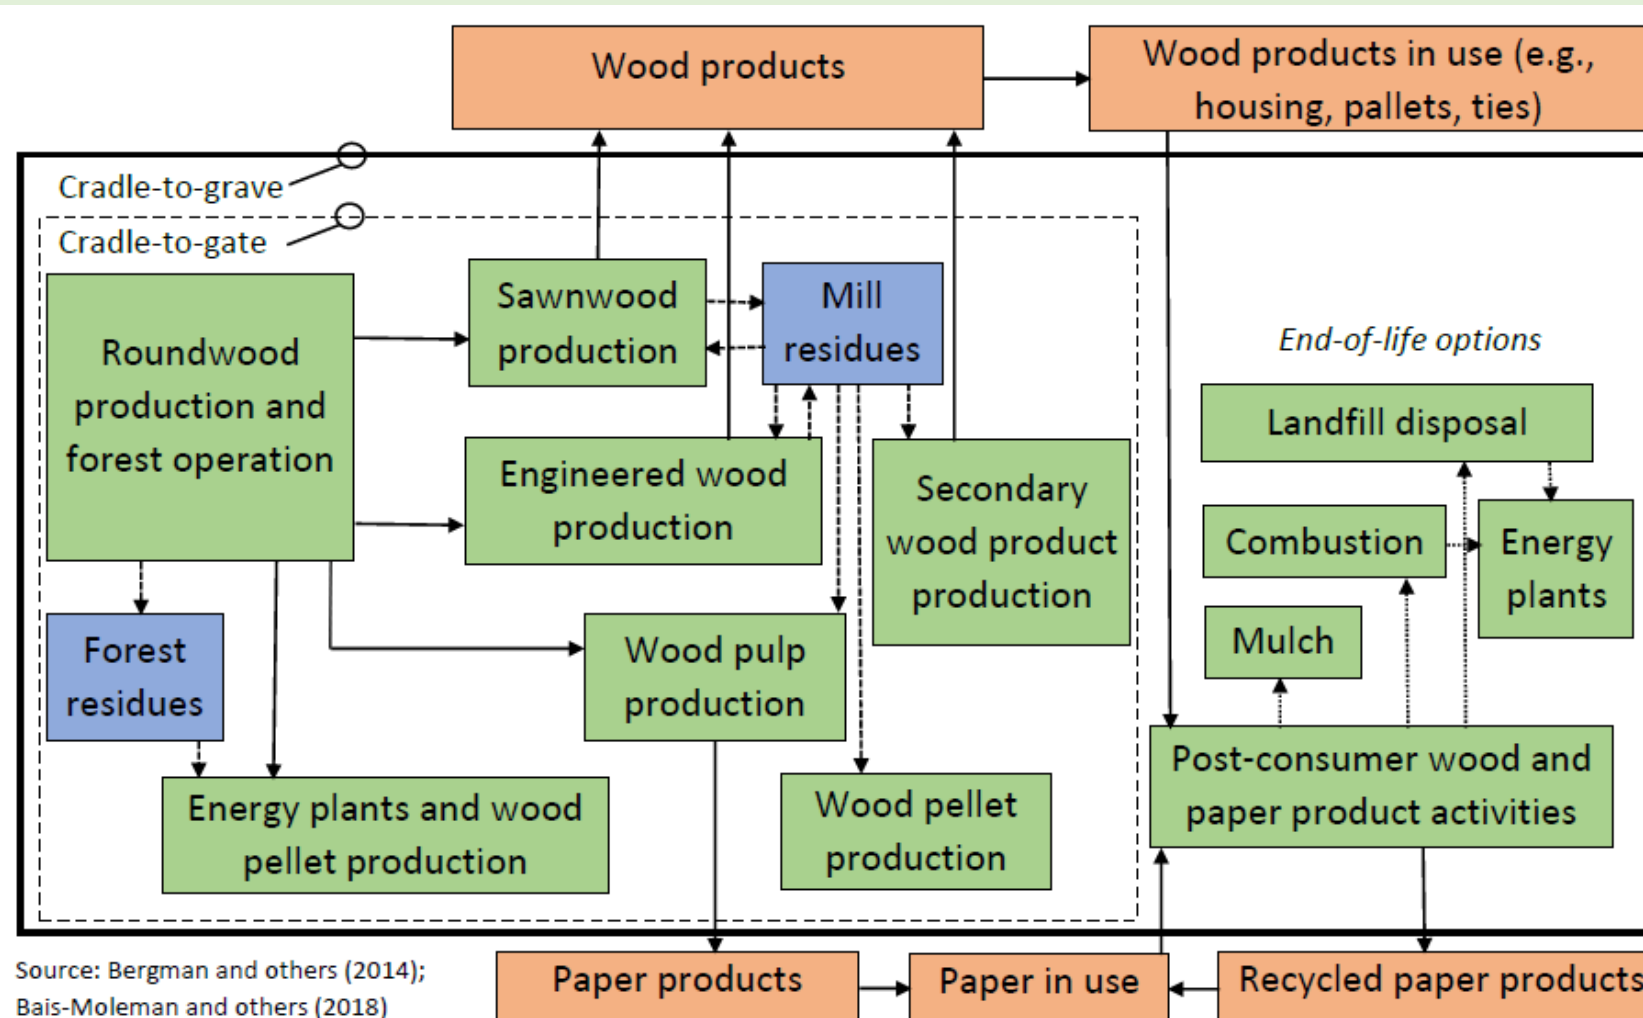 Wood products
Wood products in use (e.g.,
housing, pallets, ties)
Cradle-to-grave
Cradle-to-gate
Roundwood
production and
forest operation
Sawnwood
production
Mill
residues
End-of-life options
Landfill disposal
Engineered wood
production
Secondary
wood product
production
Combustion
Energy
plants
Mulch
Forest
residues
Wood pulp
production
Energy plants and wood
pellet production
Wood pellet
production
Post-consumer wood and
paper product activities
Source: Bergman and others (2014);
Bais-Moleman and others (2018)
Paper products
Paper in use
Recycled paper products